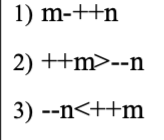 1) m-++n
2) ++m>--n
3) --n<++m